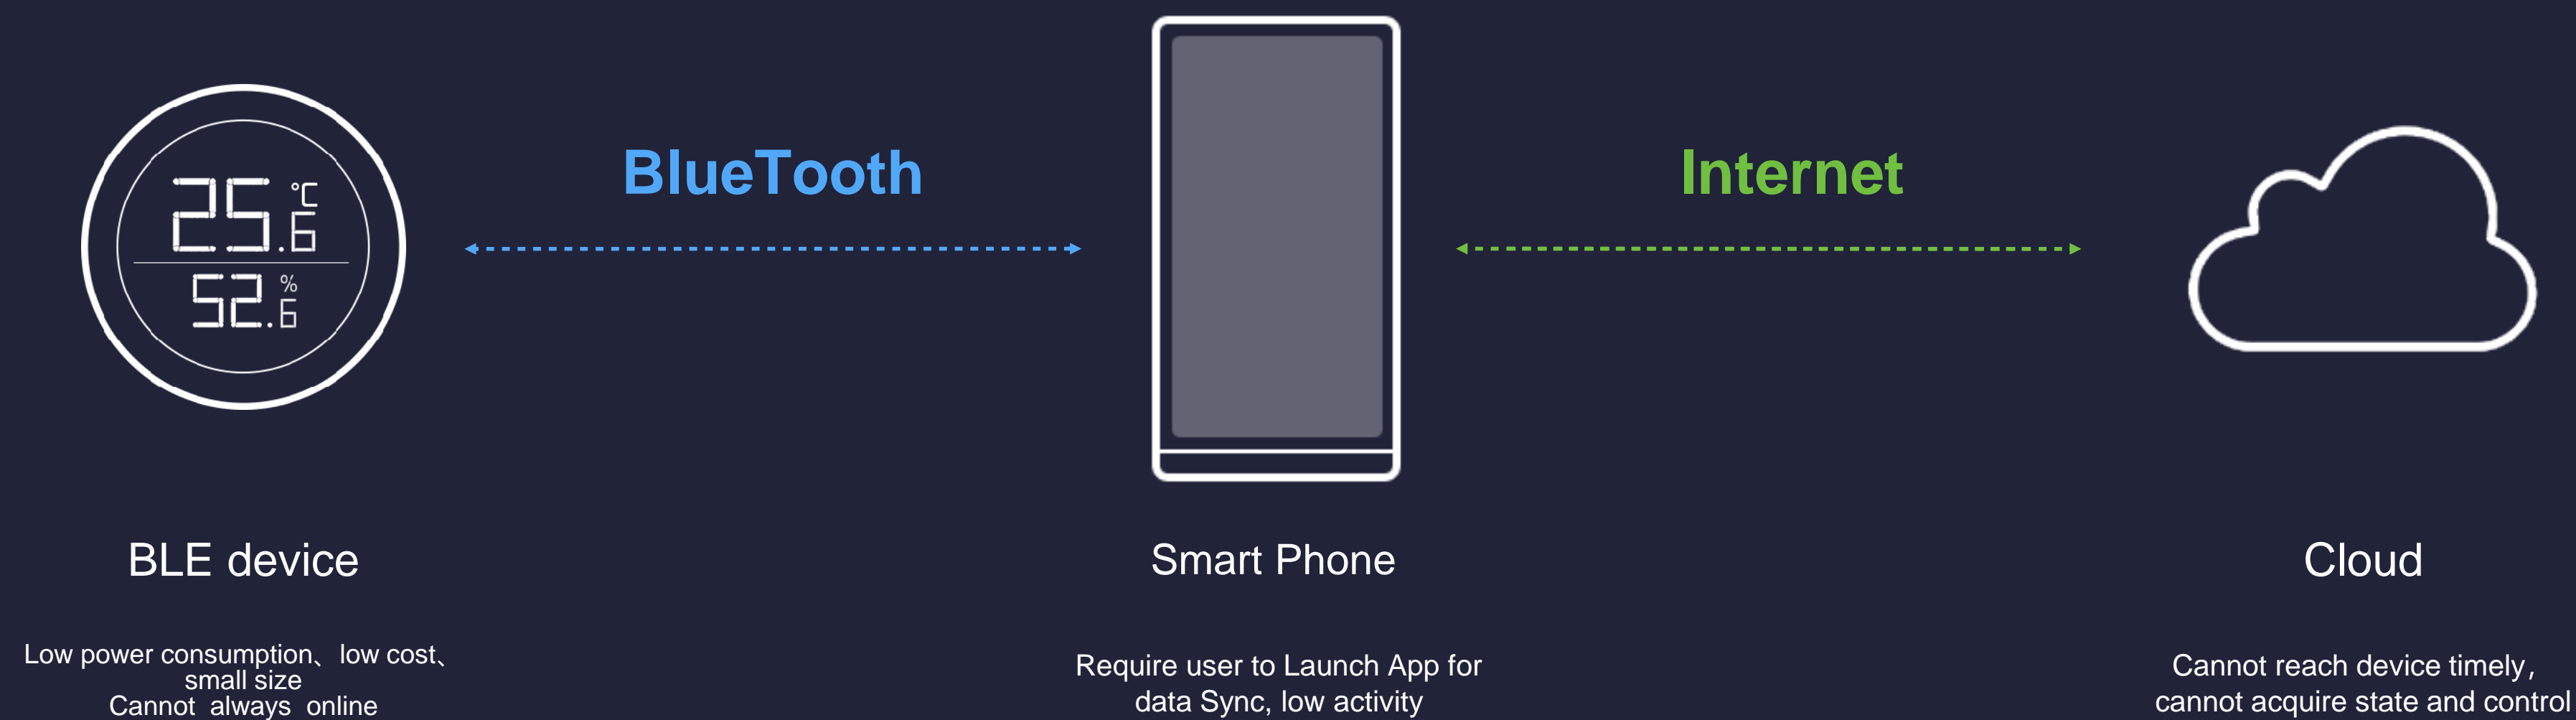 25.6 °C
52.6 %
BlueTooth
Internet
BLE device
Smart Phone
Cloud
Low power consumption、low cost、
small size
Cannot always online
Require user to Launch App for
data Sync, low activity
Cannot reach device timely，
cannot acquire state and control